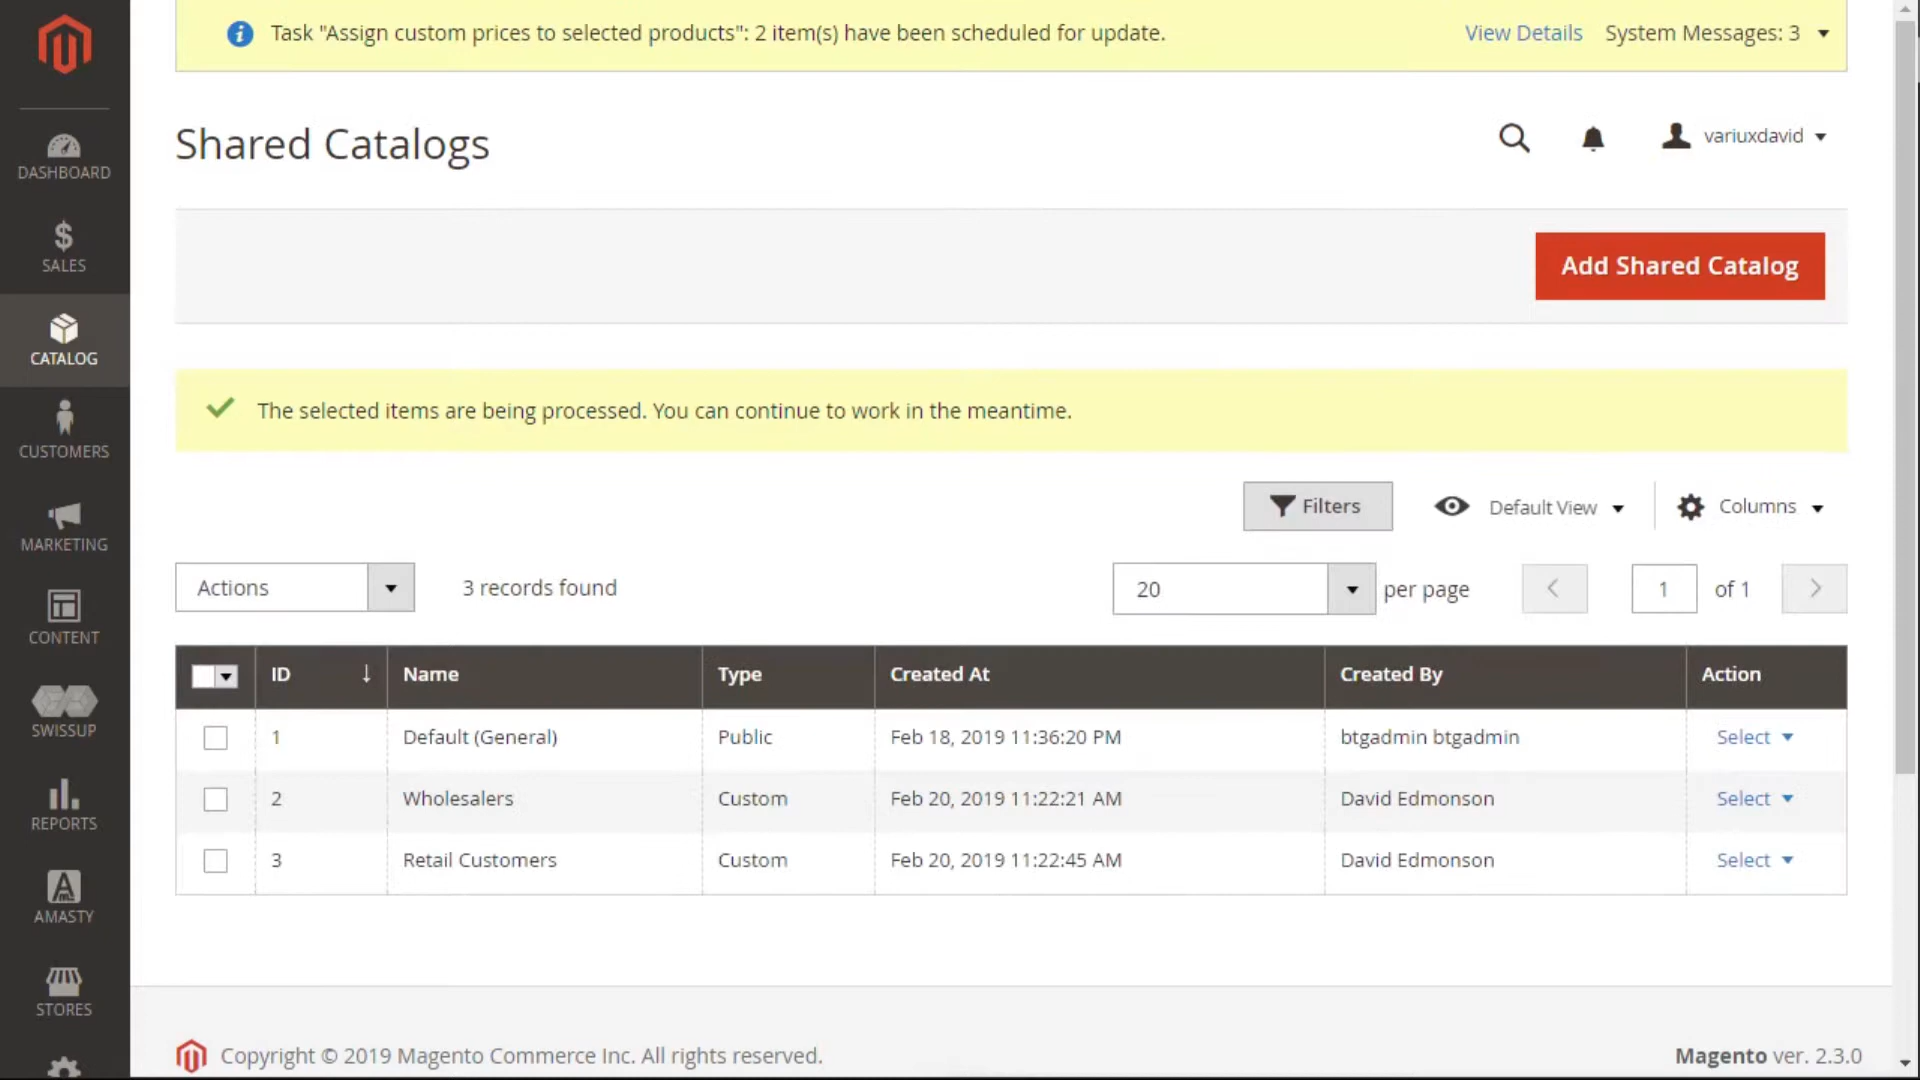 Task "Assign custom prices to selected products": 2 item(s) have been scheduled for update. View Details System Messages: 3
Shared Catalogs
variuxdavid
DASHBOARD
SALES
CATALOG
CUSTOMERS
MARKETING
CONTENT
SWISSUP
REPORTS
AMASTY
STORES
Add Shared Catalog
The selected items are being processed. You can continue to work in the meantime.
Filters Default View Columns
Actions 3 records found 20 per page 1 of 1
ID Name Type Created At Created By Action
1 Default (General) Public Feb 18, 2019 11:36:20 PM btgadmin btgadmin Select
2 Wholesalers Custom Feb 20, 2019 11:22:21 AM David Edmonson Select
3 Retail Customers Custom Feb 20, 2019 11:22:45 AM David Edmonson Select
Copyright © 2019 Magento Commerce Inc. All rights reserved. Magento ver. 2.3.0